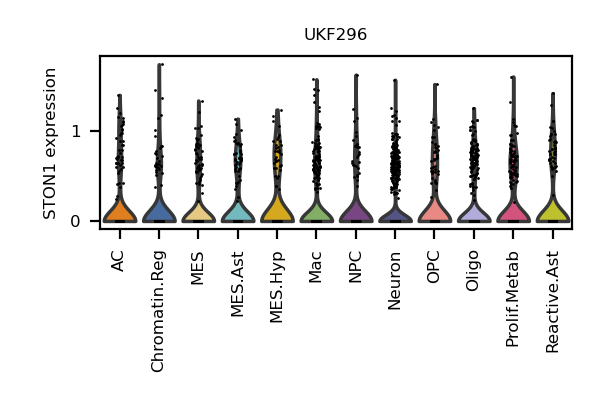 UKF296
STON1 expression
1
0
AC
Chromatin.Reg
MES
MES.Ast
MES.Hyp
Mac
NPC
Neuron
OPC
Oligo
Prolif.Metab
Reactive.Ast